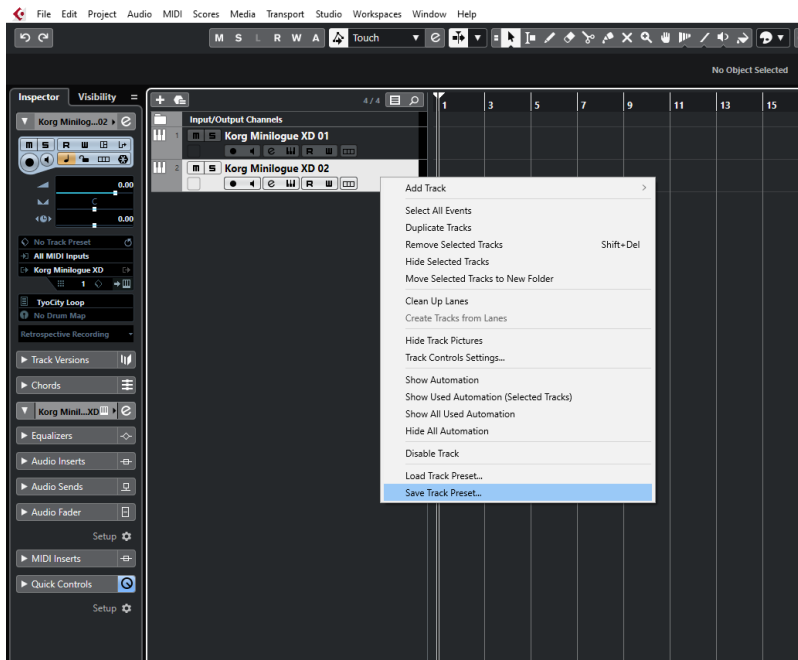 File Edit Project Audio MIDI Scores Media Transport Studio Workspaces Window Help
M S L R W A Touch
No Object Selected
Inspector Visibility
4 / 4
1 3 5 7 9 11 13 15
Korg Minilog...02
Input/Output Channels
m S R
1 m S Korg Minilogue XD 01
R
2 m S Korg Minilogue XD 02
R
0.00
C
0.00
No Track Preset
All MIDI Inputs
Korg Minilogue XD
1
TyoCity Loop
No Drum Map
Retrospective Recording
Track Versions
Chords
Korg Minil...XD
Equalizers
Audio Inserts
Audio Sends
Audio Fader
Setup
MIDI Inserts
Quick Controls
Setup
Add Track
Select All Events
Duplicate Tracks
Remove Selected Tracks Shift+Del
Hide Selected Tracks
Move Selected Tracks to New Folder
Clean Up Lanes
Create Tracks from Lanes
Hide Track Pictures
Track Controls Settings...
Show Automation
Show Used Automation (Selected Tracks)
Show All Used Automation
Hide All Automation
Disable Track
Load Track Preset...
Save Track Preset...